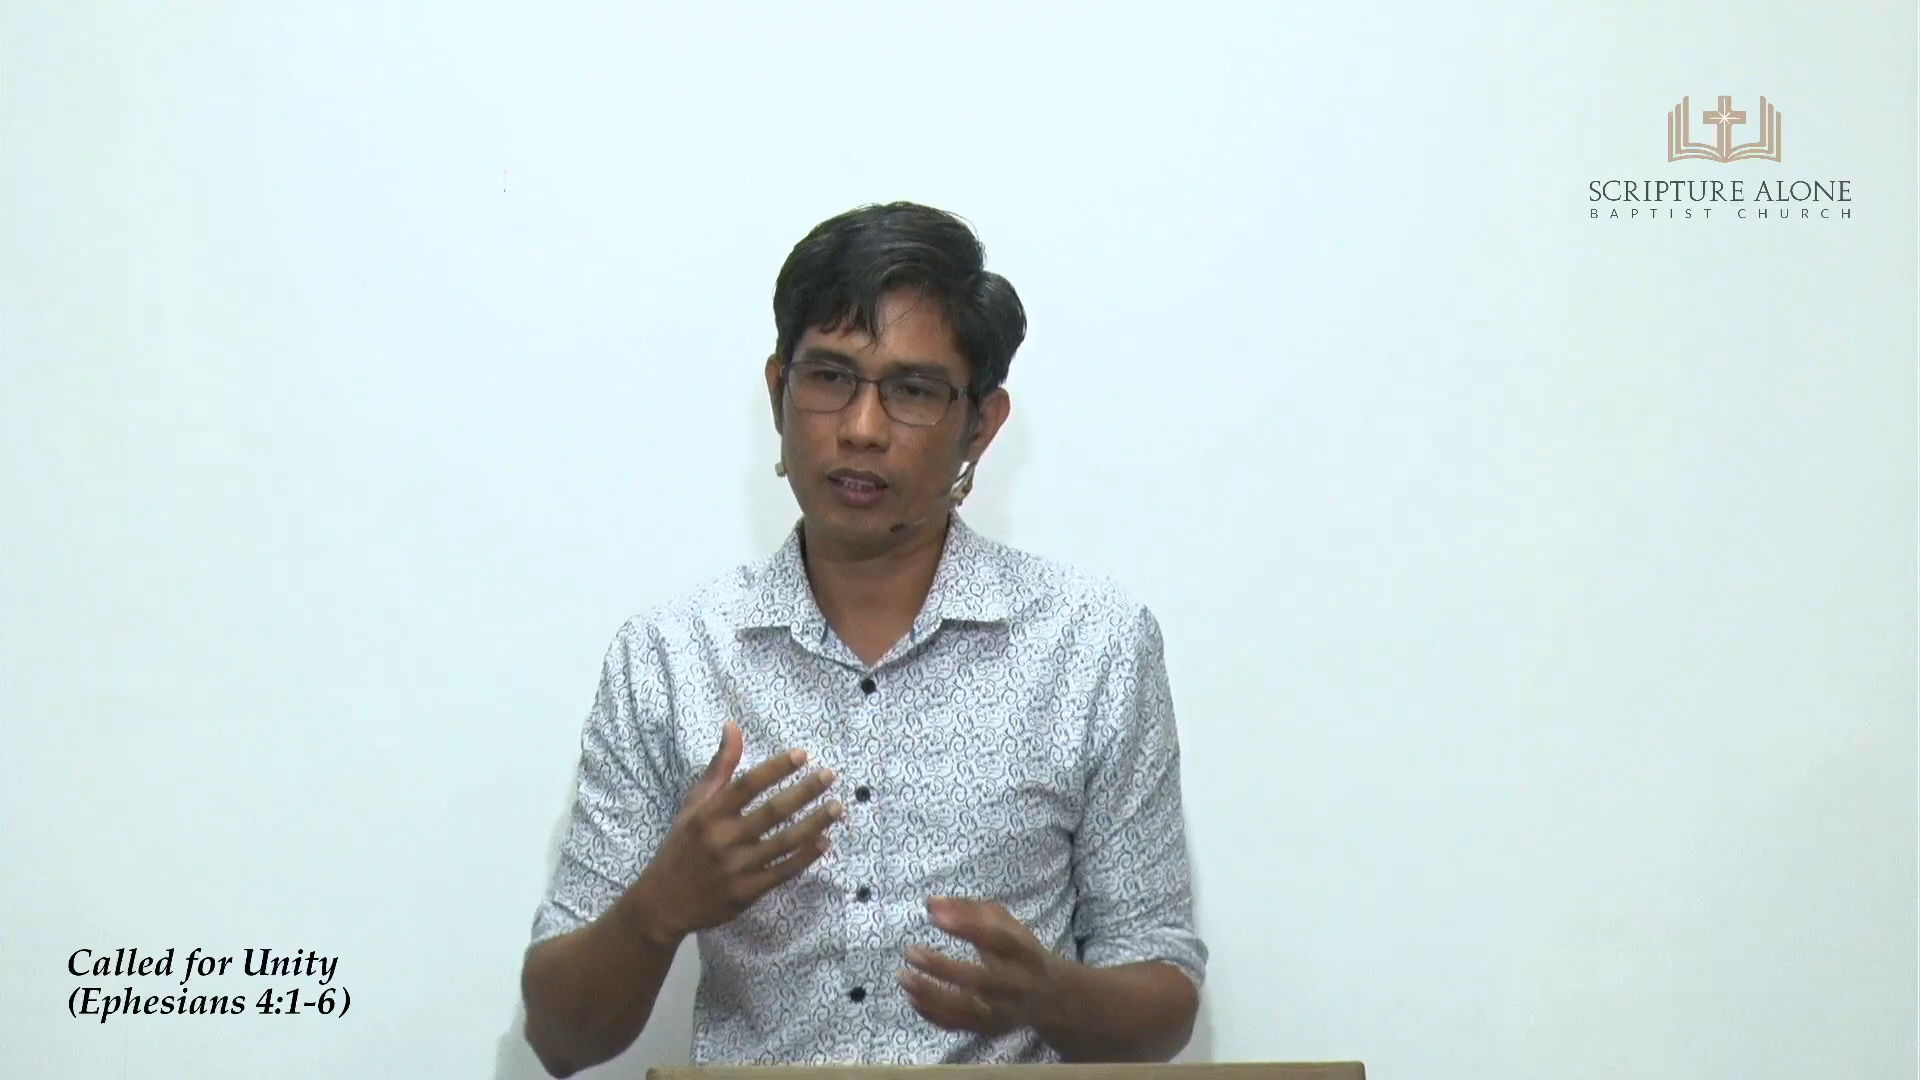 SCRIPTURE ALONE
BAPTIST CHURCH
Called for Unity
(Ephesians 4:1-6)